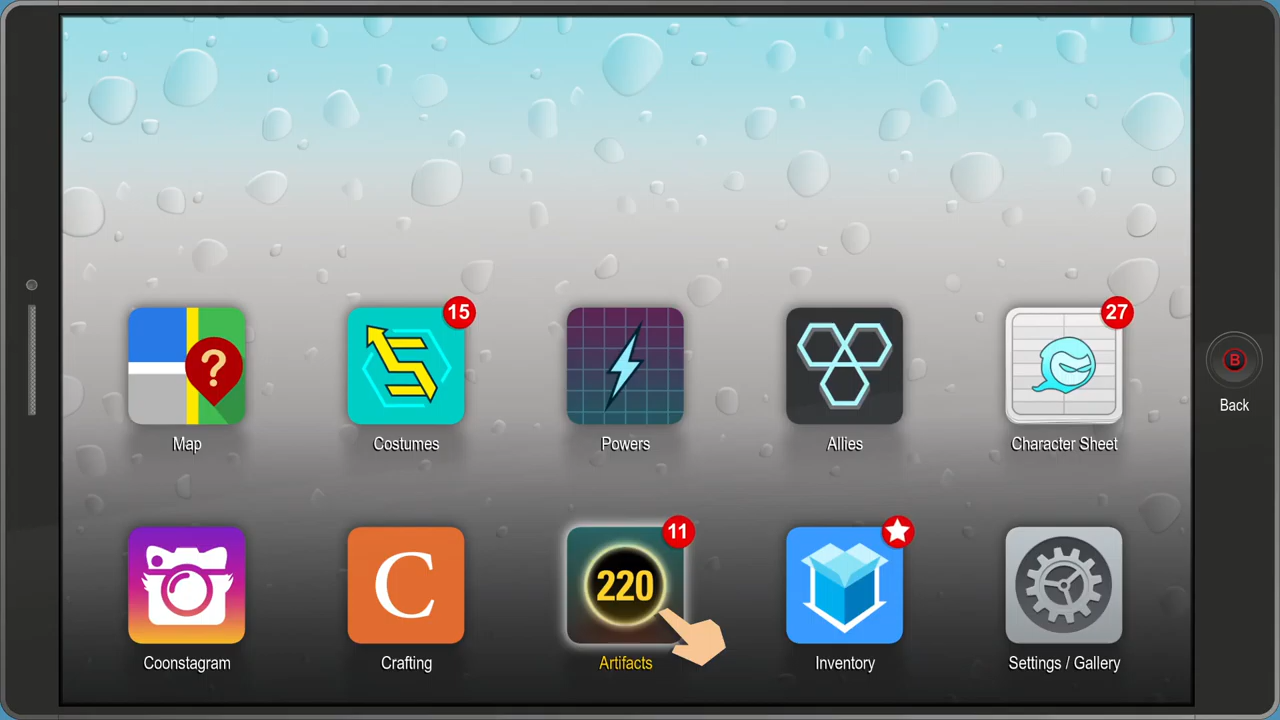 15
27
?
B
Back
Map
Costumes
Powers
Allies
Character Sheet
11
C
220
Coonstagram
Crafting
Artifacts
Inventory
Settings / Gallery